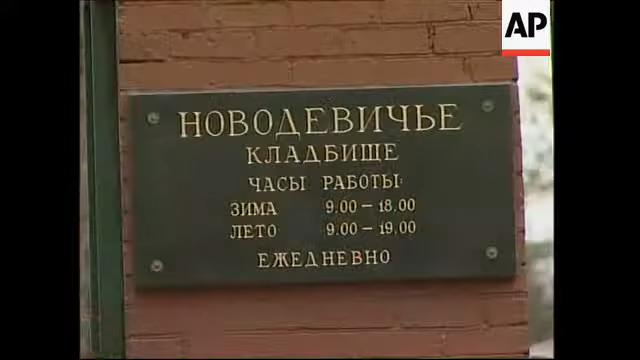 AP
НОВОДЕВИЧЬЕ
КЛАДБИЩЕ
ЧАСЫ РАБОТЫ
ЗИМА 9.00 — 18.00
ЛЕТО 9.00 — 19.00
ЕЖЕДНЕВНО